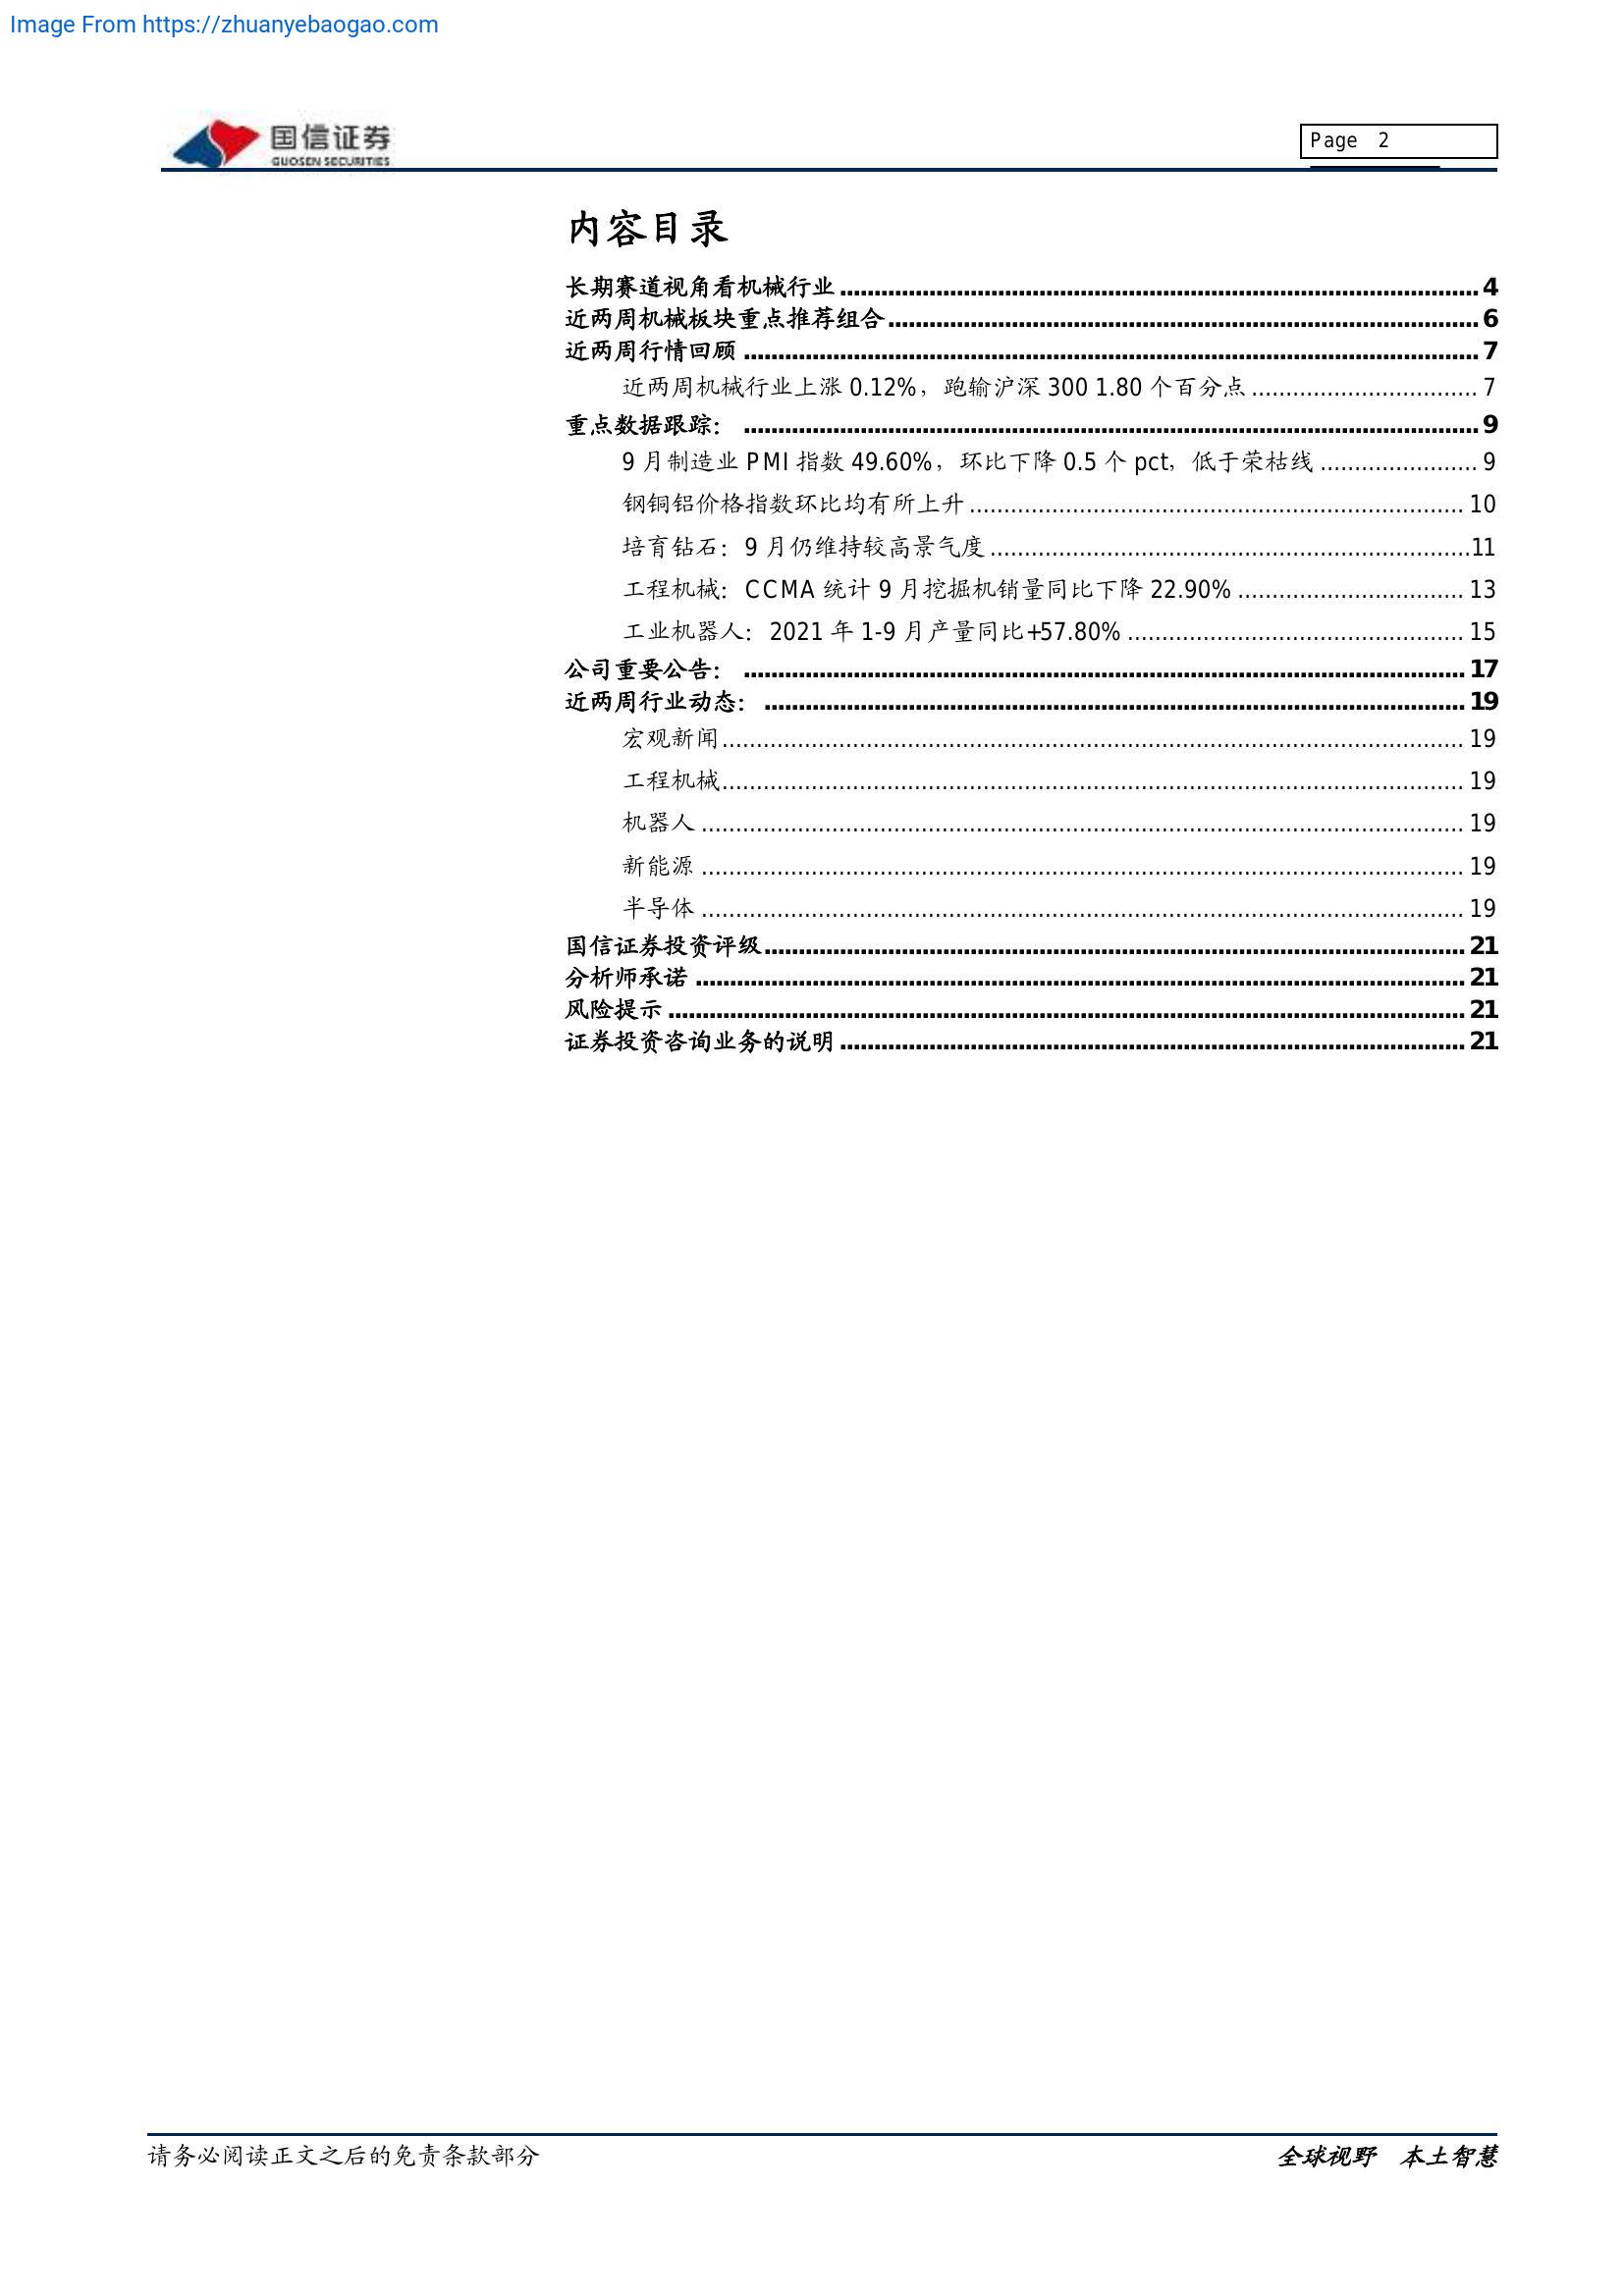 Image From https://zhuanyebaogao.com
国信证券
GUOSEN SECURITIES
Page 2
内容目录
长期赛道视角看机械行业 4
近两周机械板块重点推荐组合 6
近两周行情回顾 7
近两周机械行业上涨 0.12%，跑输沪深 300 1.80 个百分点 7
重点数据跟踪： 9
9 月制造业 PMI 指数 49.60%，环比下降 0.5 个 pct，低于荣枯线 9
钢铜铝价格指数环比均有所上升 10
培育钻石：9 月仍维持较高景气度 11
工程机械：CCMA 统计 9 月挖掘机销量同比下降 22.90% 13
工业机器人：2021 年 1-9 月产量同比+57.80% 15
公司重要公告： 17
近两周行业动态： 19
宏观新闻 19
工程机械 19
机器人 19
新能源 19
半导体 19
国信证券投资评级 21
分析师承诺 21
风险提示 21
证券投资咨询业务的说明 21
请务必阅读正文之后的免责条款部分
全球视野 本土智慧